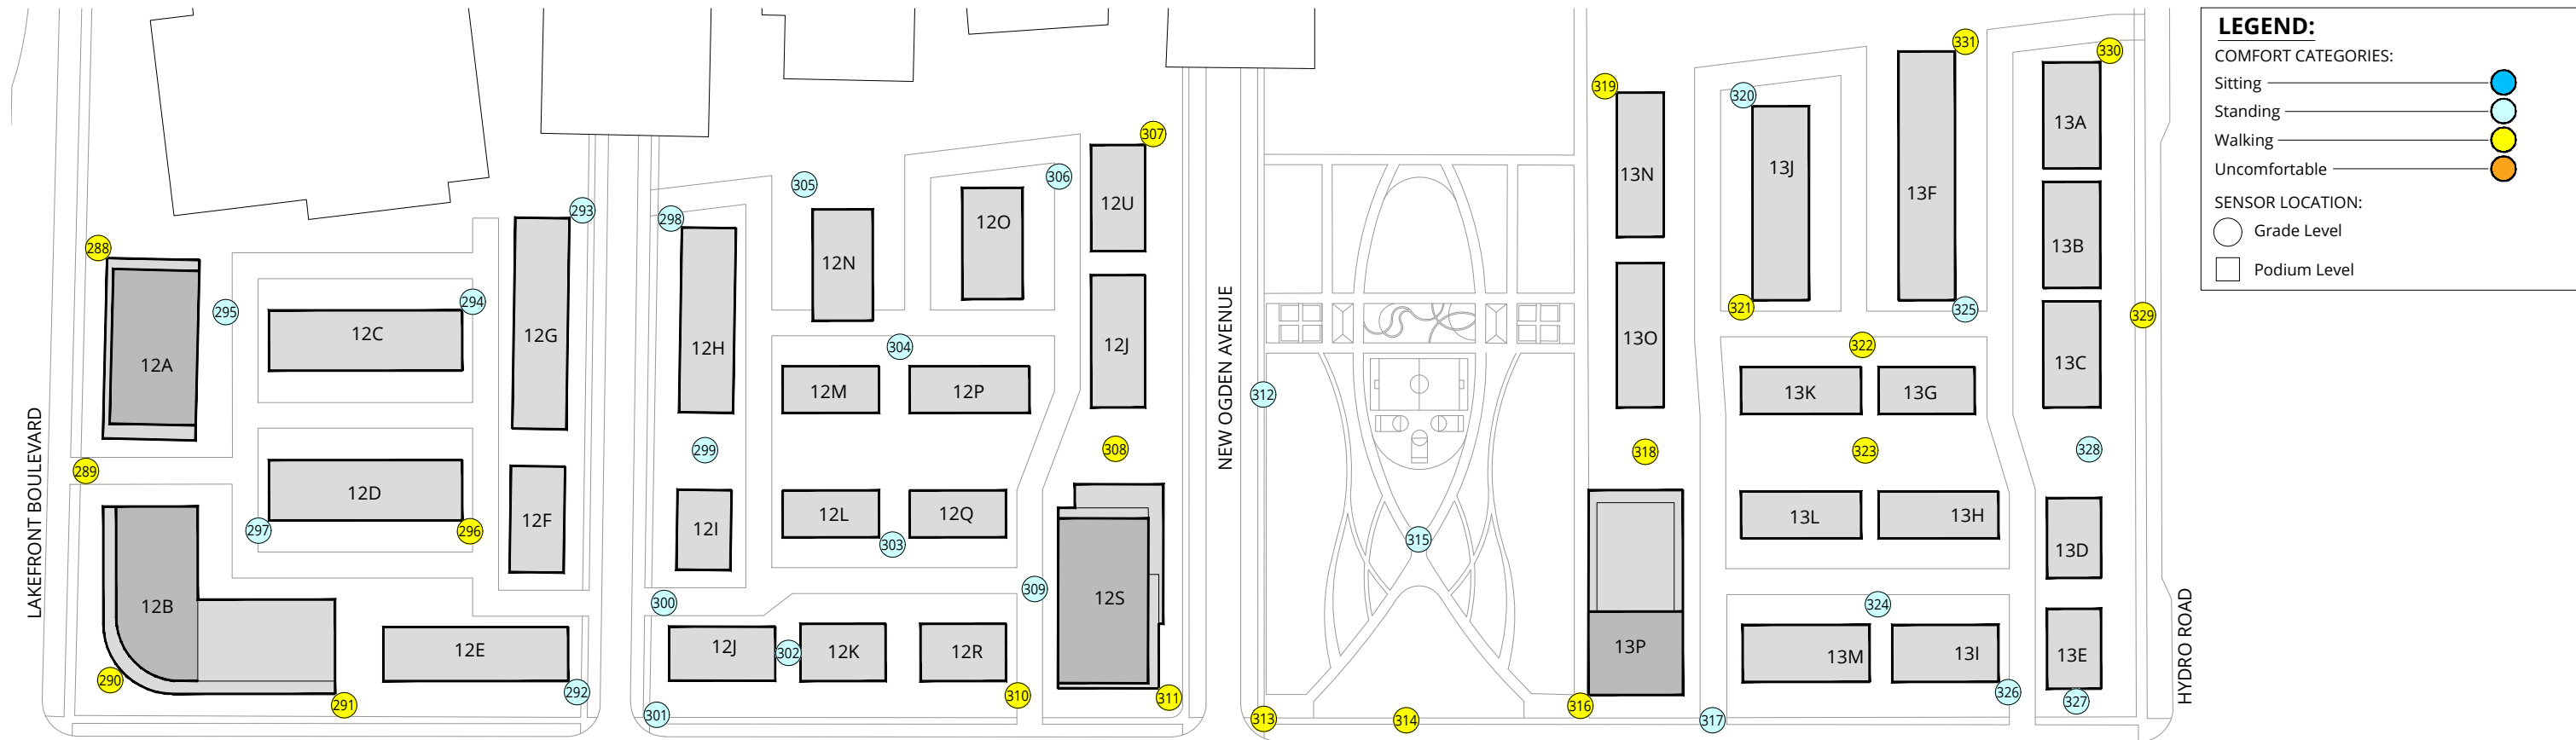 LEGEND:
COMFORT CATEGORIES:
Sitting
Standing
Walking
Uncomfortable
SENSOR LOCATION:
Grade Level
Podium Level
LAKEFRONT BOULEVARD
288
289
290
291
292
293
294
295
296
297
12A
12B
12C
12D
12E
12F
12G
298
299
300
301
302
303
304
305
306
307
308
309
310
311
12H
12I
12J
12K
12L
12M
12N
12O
12P
12Q
12R
12S
12J
12U
NEW OGDEN AVENUE
312
313
314
315
316
317
318
319
320
321
322
323
324
325
326
327
328
329
330
331
13A
13B
13C
13D
13E
13F
13G
13H
13I
13J
13K
13L
13M
13N
13O
13P
HYDRO ROAD